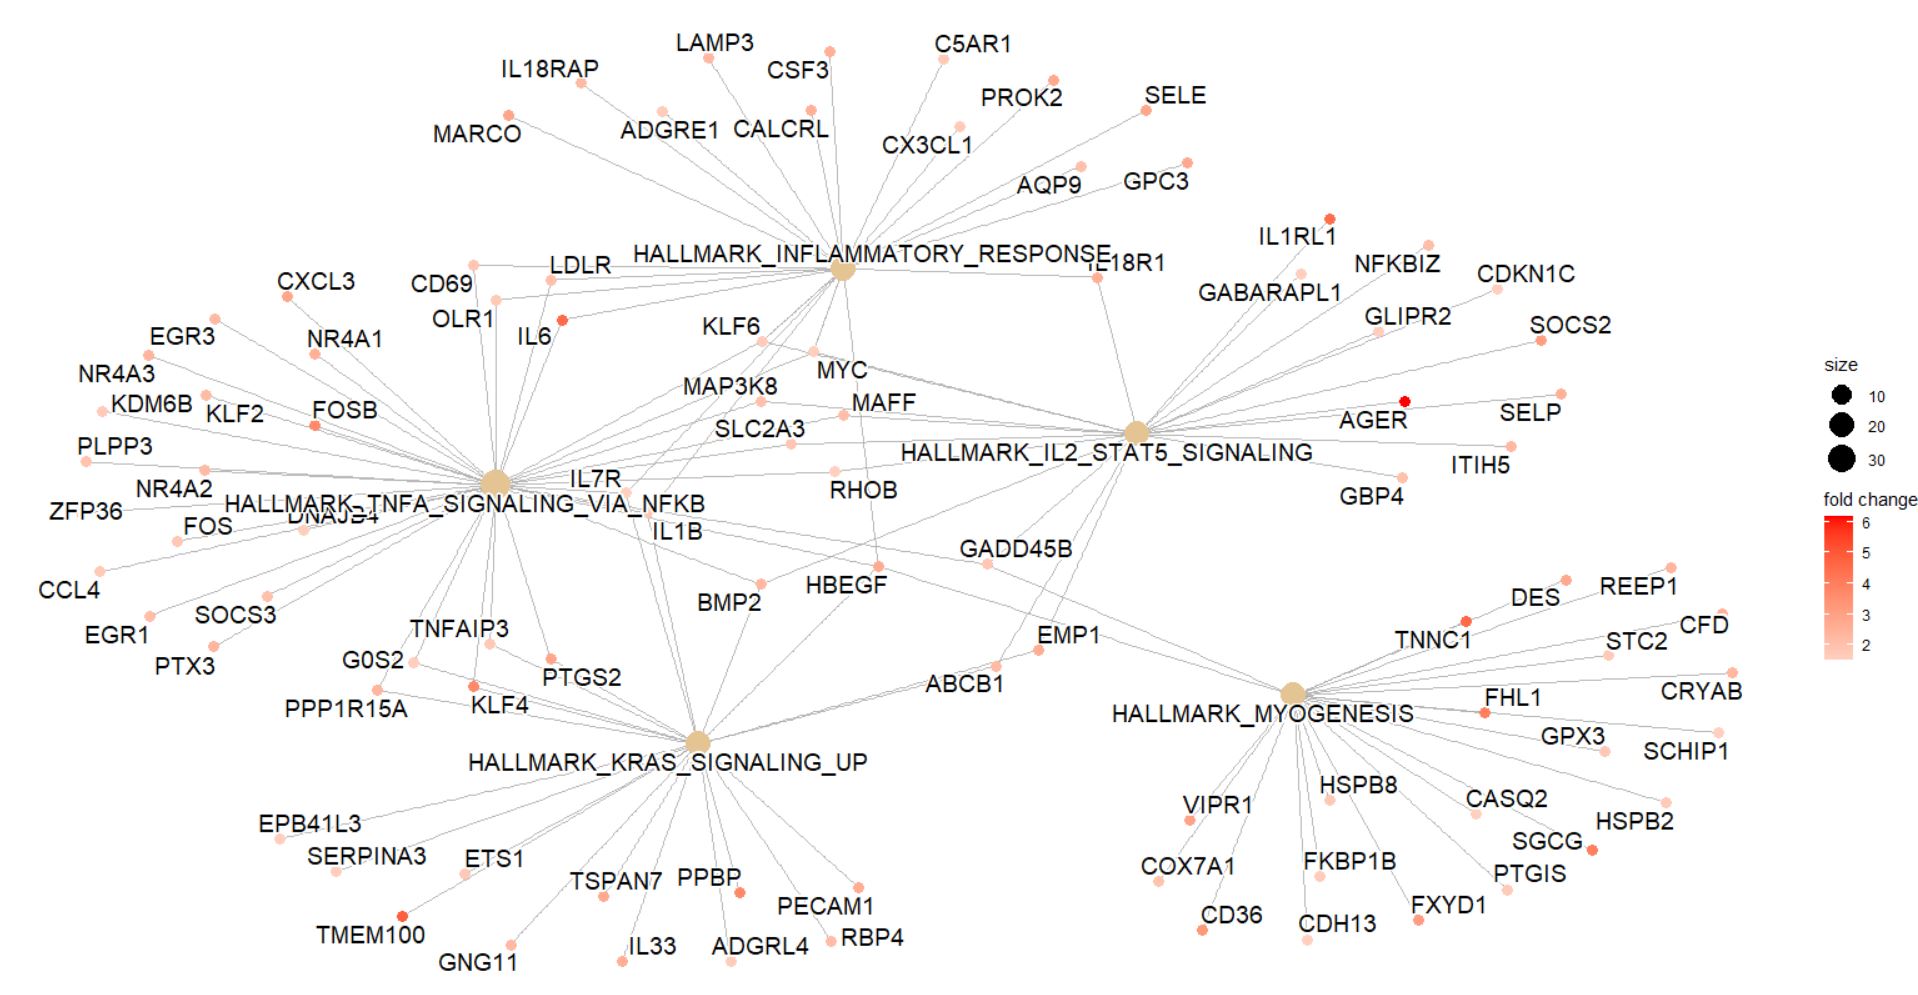 LAMP3
C5AR1
IL18RAP
CSF3
PROK2
SELE
MARCO
ADGRE1
CALCRL
CX3CL1
AQP9
GPC3
IL1RL1
HALLMARK_INFLAMMATORY_RESPONSE
IL18R1
NFKBIZ
CXCL3
CD69
LDLR
GABARAPL1
CDKN1C
OLR1
IL6
KLF6
GLIPR2
SOCS2
EGR3
NR4A1
MYC
NR4A3
MAP3K8
KDM6B
KLF2
FOSB
MAFF
AGER
SELP
SLC2A3
PLPP3
HALLMARK_IL2_STAT5_SIGNALING
ITIH5
NR4A2
IL7R
RHOB
GBP4
ZFP36
HALLMARK_TNFA_SIGNALING_VIA_NFKB
FOS
DNAJB4
IL1B
GADD45B
CCL4
HBEGF
BMP2
DES
REEP1
SOCS3
EGR1
TNFAIP3
EMP1
TNNC1
STC2
CFD
PTX3
G0S2
PTGS2
ABCB1
CRYAB
PPP1R15A
KLF4
HALLMARK_MYOGENESIS
FHL1
GPX3
SCHIP1
HALLMARK_KRAS_SIGNALING_UP
HSPB8
VIPR1
CASQ2
HSPB2
EPB41L3
SGCG
SERPINA3
ETS1
COX7A1
FKBP1B
PTGIS
TSPAN7
PPBP
PECAM1
CD36
CDH13
FXYD1
TMEM100
GNG11
IL33
ADGRL4
RBP4
size
10
20
30
fold change
6
5
4
3
2